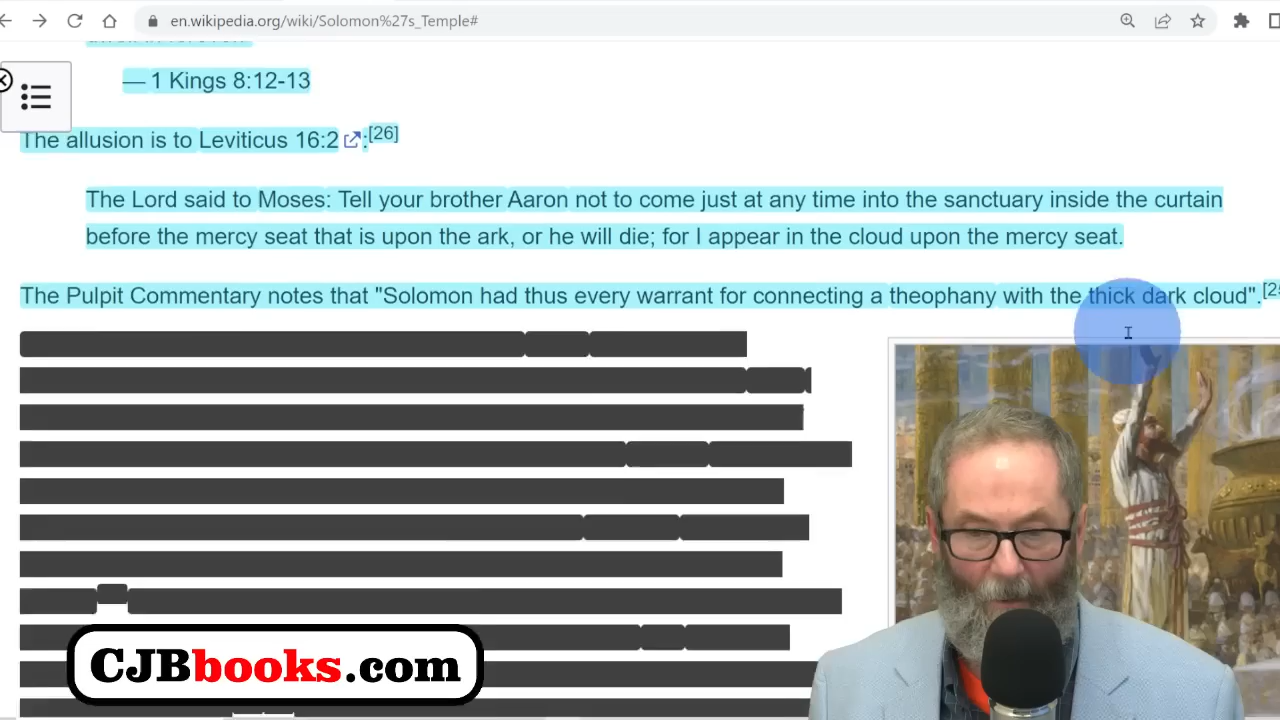 en.wikipedia.org/wiki/Solomon%27s_Temple#
— 1 Kings 8:12-13
The allusion is to Leviticus 16:2 :[26]
The Lord said to Moses: Tell your brother Aaron not to come just at any time into the sanctuary inside the curtain
before the mercy seat that is upon the ark, or he will die; for I appear in the cloud upon the mercy seat.
The Pulpit Commentary notes that "Solomon had thus every warrant for connecting a theophany with the thick dark cloud".
CJBbooks.com